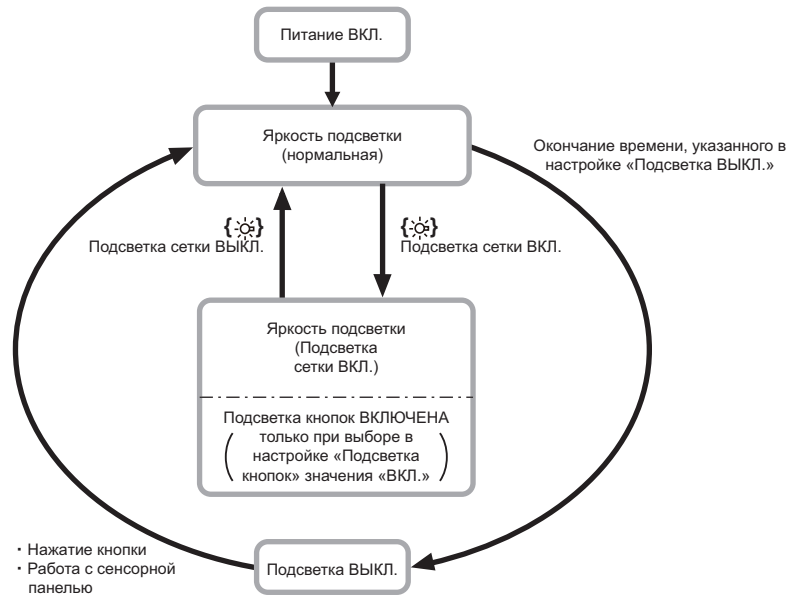 Питание ВКЛ.
Яркость подсветки
(нормальная)
Окончание времени, указанного в
настройке «Подсветка ВЫКЛ.»
Подсветка сетки ВЫКЛ.
Подсветка сетки ВКЛ.
Яркость подсветки
(Подсветка
сетки ВКЛ.)
Подсветка кнопок ВКЛЮЧЕНА
(только при выборе в
настройке «Подсветка
кнопок» значения «ВКЛ.»)
・Нажатие кнопки
・Работа с сенсорной
панелью
Подсветка ВЫКЛ.